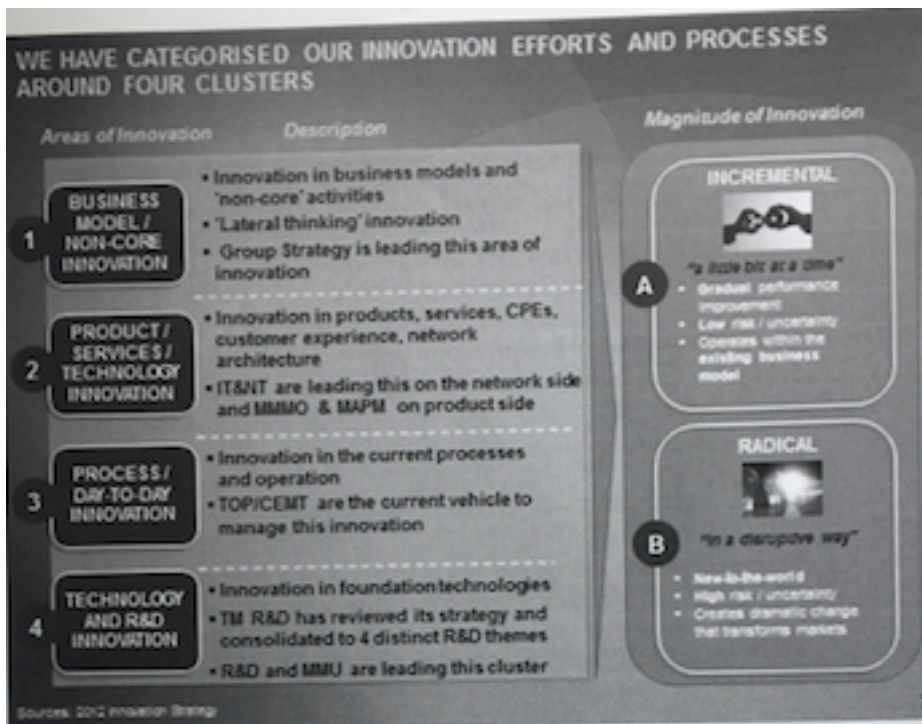 WE HAVE CATEGORISED OUR INNOVATION EFFORTS AND PROCESSES
AROUND FOUR CLUSTERS
Areas of Innovation
Description
Magnitude of Innovation
1
BUSINESS
MODEL /
NON-CORE
INNOVATION
▪ Innovation in business models and
'non-core' activities
▪ 'Lateral thinking' innovation
▪ Group Strategy is leading this area of
innovation
2
PRODUCT /
SERVICES /
TECHNOLOGY
INNOVATION
▪ Innovation in products, services, CPEs,
customer experience, network
architecture
▪ IT&NT are leading this on the network side
and MMMO & MAPM on product side
3
PROCESS /
DAY-TO-DAY
INNOVATION
▪ Innovation in the current processes
and operation
▪ TOP/CEMT are the current vehicle to
manage this innovation
4
TECHNOLOGY
AND R&D
INNOVATION
▪ Innovation in foundation technologies
▪ TM R&D has reviewed its strategy and
consolidated to 4 distinct R&D themes
▪ R&D and MMU are leading this cluster
A
INCREMENTAL
"a little bit at a time"
▪ Gradual performance
improvement
▪ Low risk / uncertainty
▪ Operates within the
existing business
model
B
RADICAL
"In a disruptive way"
▪ New-to-the-world
▪ High risk / uncertainty
▪ Creates dramatic change
that transforms markets
Sources: 2012 Innovation Strategy